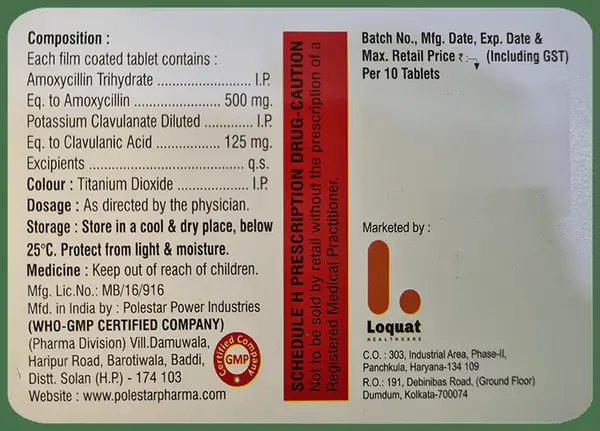 Composition :
Each film coated tablet contains :
Amoxycillin Trihydrate ..................... I.P.
Eq. to Amoxycillin ..................... 500 mg.
Potassium Clavulanate Diluted ............ I.P.
Eq. to Clavulanic Acid ................ 125 mg.
Excipients ..................................... q.s.
Colour : Titanium Dioxide ................. I.P.
Dosage : As directed by the physician.
Storage : Store in a cool & dry place, below
25°C. Protect from light & moisture.
Medicine : Keep out of reach of children.
Mfg. Lic.No.: MB/16/916
Mfd. in India by : Polestar Power Industries
(WHO-GMP CERTIFIED COMPANY)
(Pharma Division) Vill.Damuwala,
Haripur Road, Barotiwala, Baddi,
Distt. Solan (H.P.) - 174 103
Website : www.polestarpharma.com
Certified Company
GMP
SCHEDULE H PRESCRIPTION DRUG-CAUTION
Not to be sold by retail without the prescription of a
Registered Medical Practitioner.
Batch No., Mfg. Date, Exp. Date &
Max. Retail Price ₹:- (Including GST)
Per 10 Tablets
Marketed by :
Loquat
HEALTHCARE
C.O. : 303, Industrial Area, Phase-II,
Panchkula, Haryana-134 109
R.O.: 191, Debinibas Road, (Ground Floor)
Dumdum, Kolkata-700074